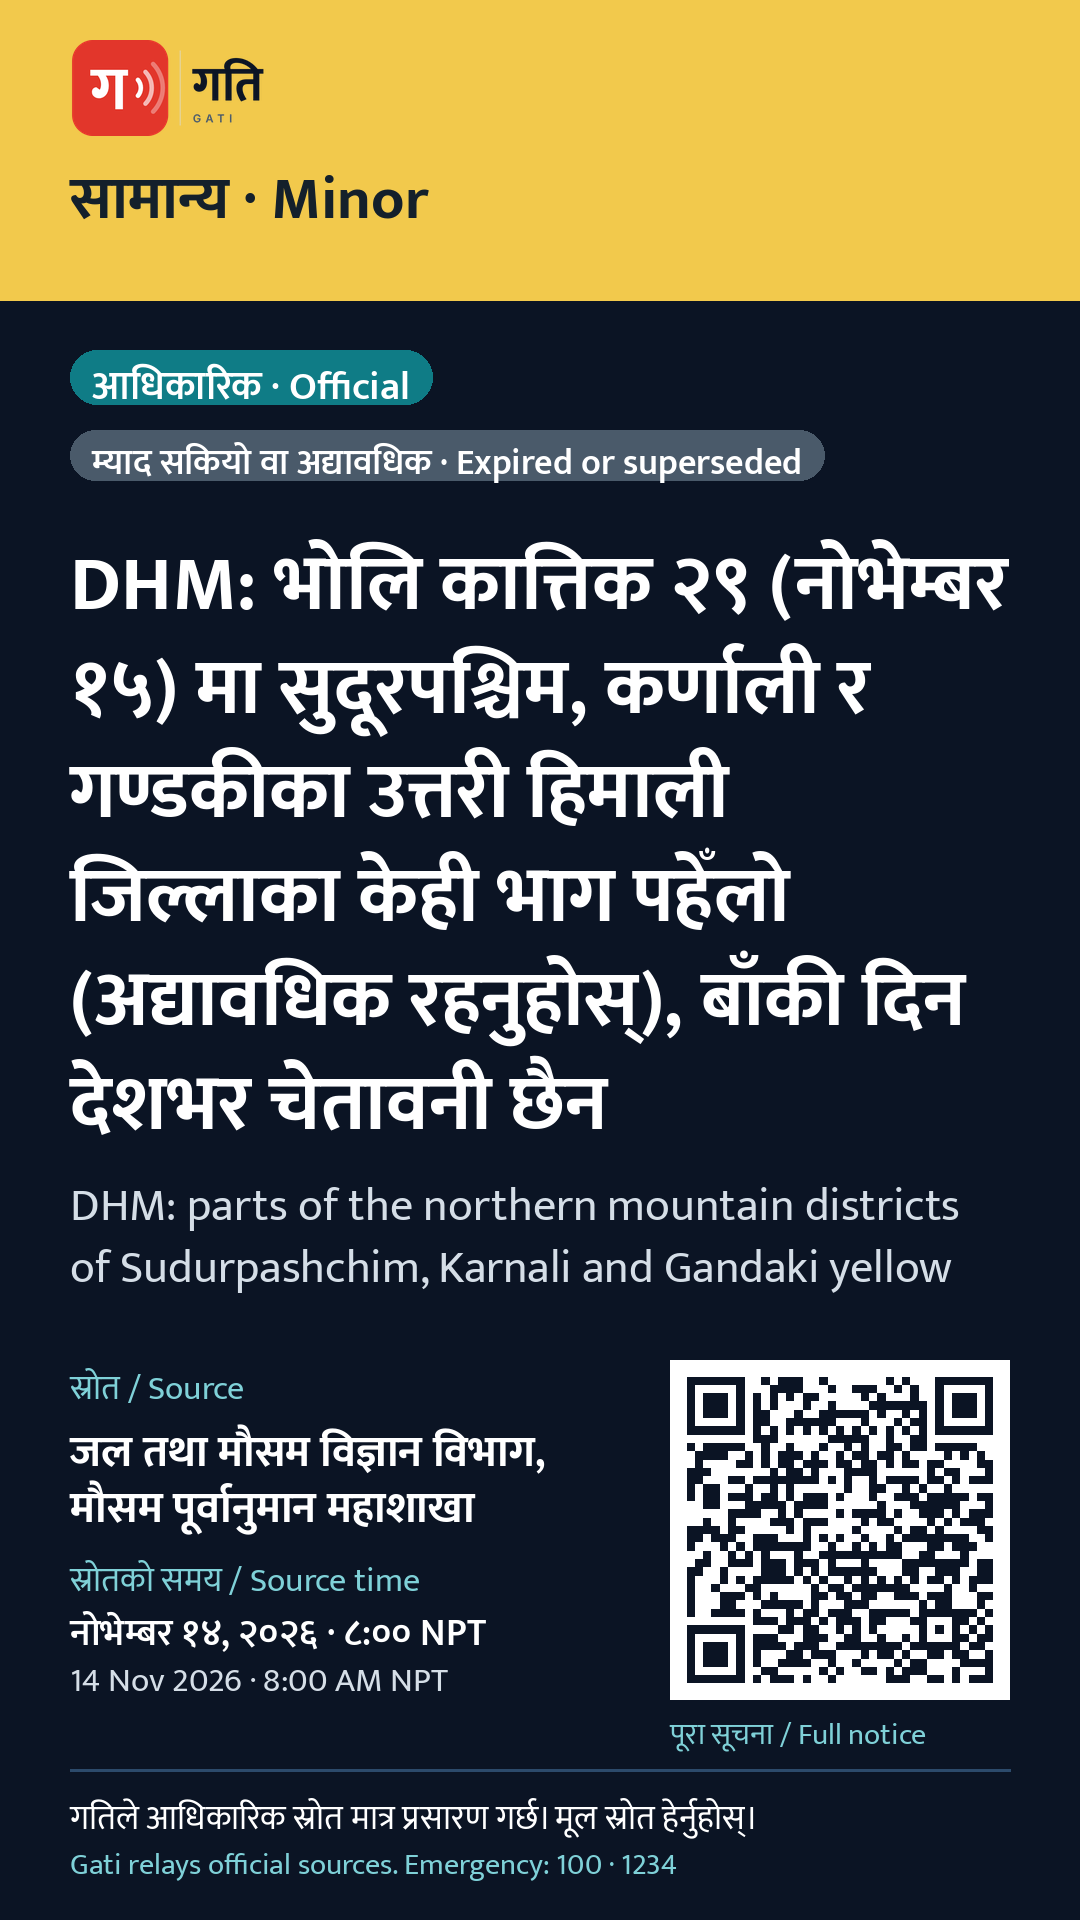 ग
गति
GATI
सामान्य · Minor
आधिकारिक · Official
म्याद सकियो वा अद्यावधिक · Expired or superseded
DHM: भोलि कात्तिक २९ (नोभेम्बर
१५) मा सुदूरपश्चिम, कर्णाली र
गण्डकीका उत्तरी हिमाली
जिल्लाका केही भाग पहेँलो
(अद्यावधिक रहनुहोस्), बाँकी दिन
देशभर चेतावनी छैन
DHM: parts of the northern mountain districts
of Sudurpashchim, Karnali and Gandaki yellow
स्रोत / Source
जल तथा मौसम विज्ञान विभाग,
मौसम पूर्वानुमान महाशाखा
स्रोतको समय / Source time
नोभेम्बर १४, २०२६ · ८:०० NPT
14 Nov 2026 · 8:00 AM NPT
पूरा सूचना / Full notice
गतिले आधिकारिक स्रोत मात्र प्रसारण गर्छ। मूल स्रोत हेर्नुहोस्।
Gati relays official sources. Emergency: 100 · 1234